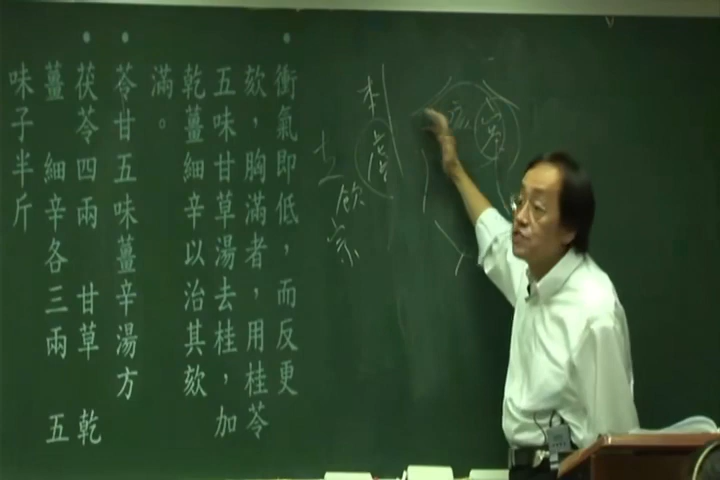 • 衝氣即低，而反更
欬，胸滿者，用桂苓
五味甘草湯去桂，加
乾薑細辛以治其欬
滿。
• 苓甘五味薑辛湯方
• 茯苓四兩 甘草 乾
薑 細辛各三兩 五
味子半斤